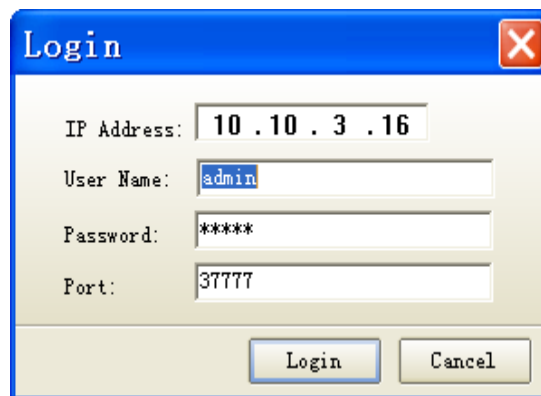 Login
IP Address: 10 .10 . 3 .16
User Name: admin
Password: *****
Port: 37777
Login Cancel